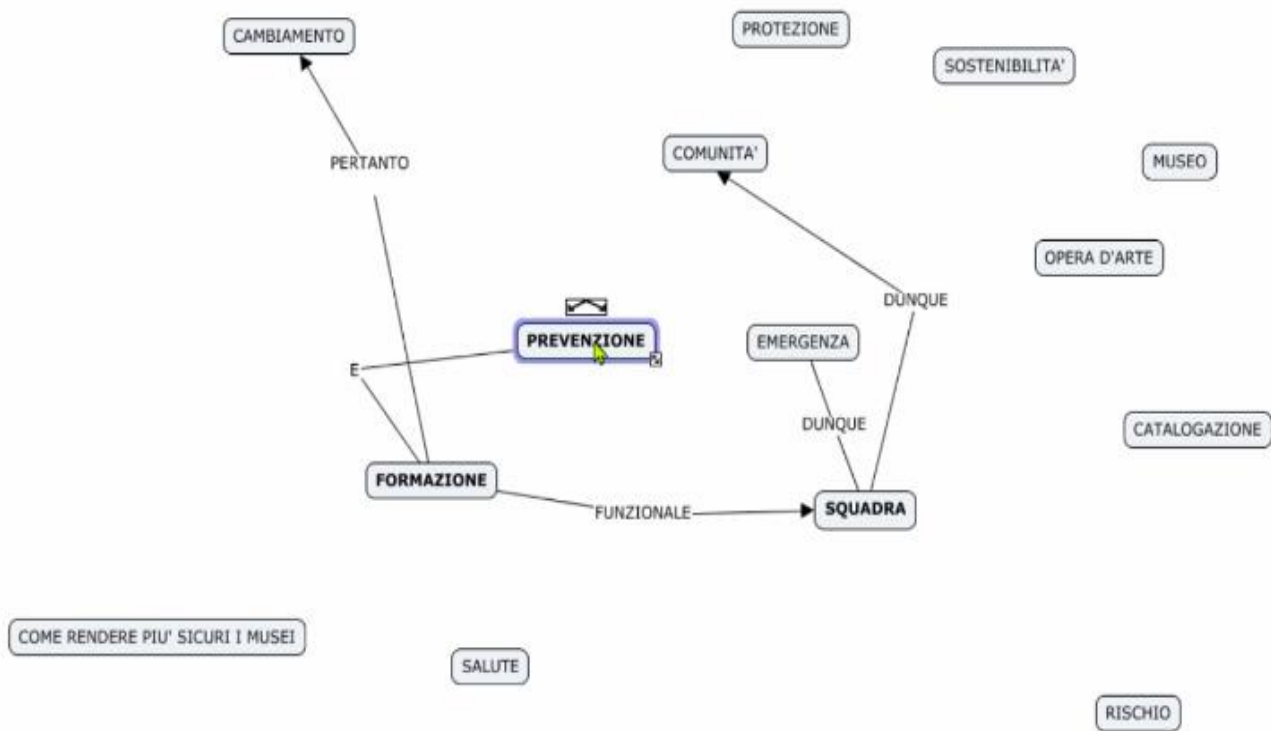 CAMBIAMENTO
PROTEZIONE
SOSTENIBILITA'
PERTANTO
COMUNITA'
MUSEO
OPERA D'ARTE
DUNQUE
PREVENZIONE
EMERGENZA
E
DUNQUE
CATALOGAZIONE
FORMAZIONE
FUNZIONALE
SQUADRA
COME RENDERE PIU' SICURI I MUSEI
SALUTE
RISCHIO